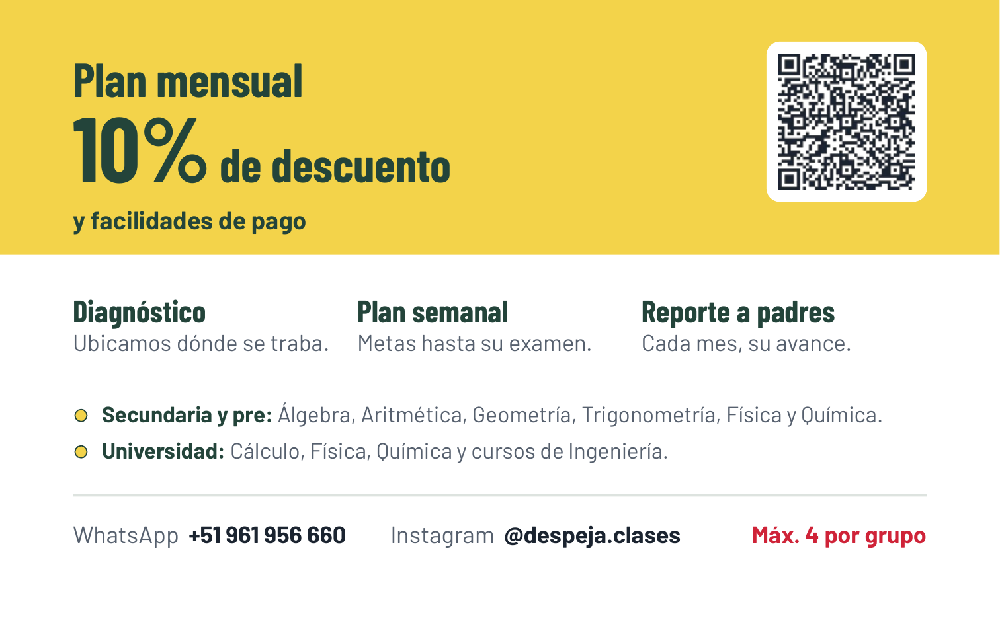 Plan mensual
10% de descuento
y facilidades de pago
Diagnóstico
Ubicamos dónde se traba.
Plan semanal
Metas hasta su examen.
Reporte a padres
Cada mes, su avance.
Secundaria y pre: Álgebra, Aritmética, Geometría, Trigonometría, Física y Química.
Universidad: Cálculo, Física, Química y cursos de Ingeniería.
WhatsApp +51 961 956 660 Instagram @despeja.clases Máx. 4 por grupo